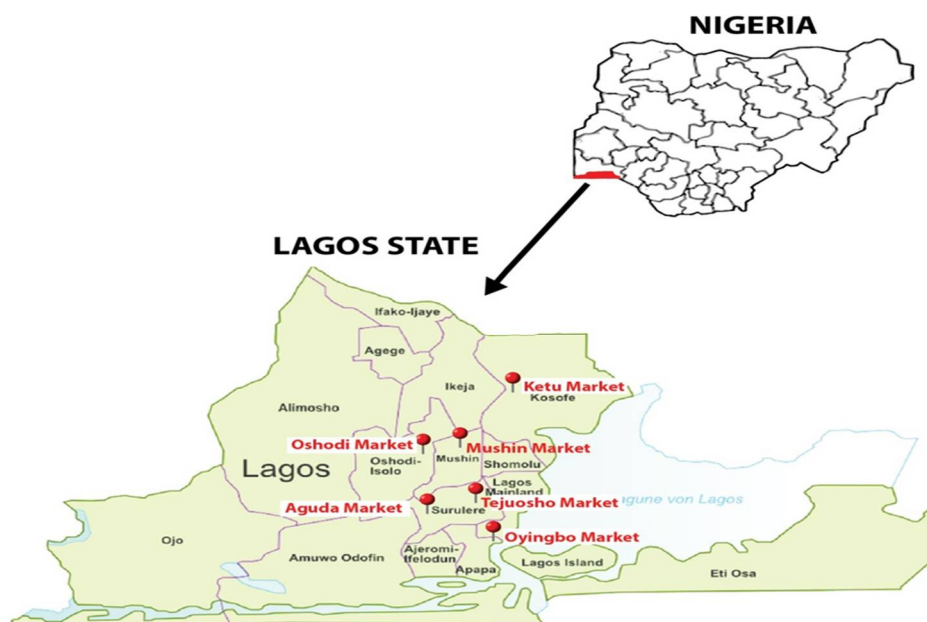 NIGERIA
LAGOS STATE
Ifako-Ijaye
Agege
Ikeja
Ketu Market
Kosofe
Alimosho
Oshodi Market
Mushin Market
Lagos
Oshodi-
Isolo
Mushin
Shomolu
Lagos
Mainland
Aguda Market
Surulere
Tejuosho Market
agune von Lagos
Oyingbo Market
Ojo
Amuwo Odofin
Ajeromi-
Ifelodun
Apapa
Lagos Island
Eti Osa